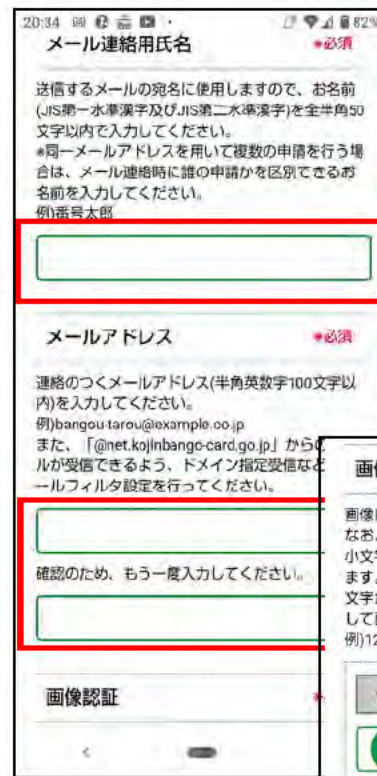 20:34
82%
メール連絡用氏名 *必須
送信するメールの宛名に使用しますので、お名前
(JIS第一水準漢字及びJIS第二水準漢字)を全半角50
文字以内で入力してください。
*同一メールアドレスを用いて複数の申請を行う場
合は、メール連絡時に誰の申請かを区別できるお
名前を入力してください。
例)番号太郎
メールアドレス *必須
連絡のつくメールアドレス(半角英数字100文字以
内)を入力してください。
例)bangou-tarou@example.co.jp
また、「@net.kojinbango-card.go.jp」から
ルが受信できるよう、ドメイン指定受信など
ールフィルタ設定を行ってください。
確認のため、もう一度入力してください。
画像認証
画像
なお、
小文字
ます。
文字
して
例)12